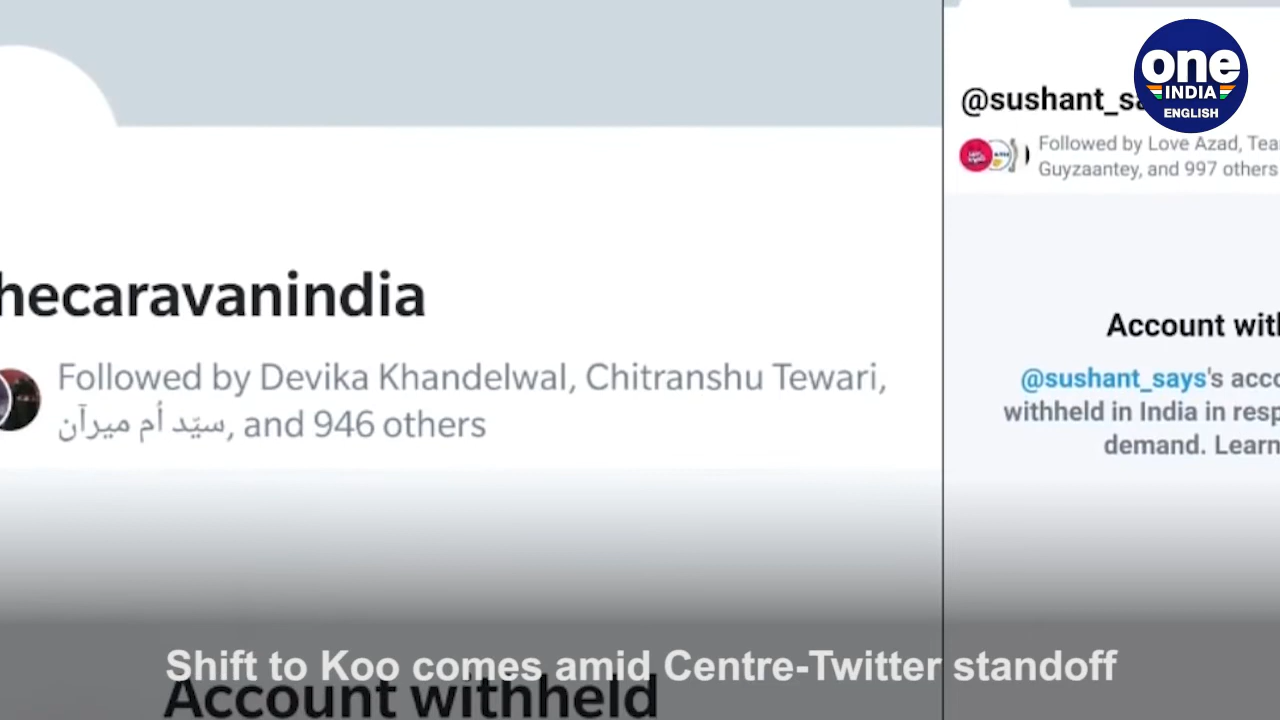 hecaravanindia
Followed by Devika Khandelwal, Chitranshu Tewari,
سيّد أم ميرآن, and 946 others
Account withheld
@sushant_sa
Followed by Love Azad, Tea
Guyzaantey, and 997 others
Account with
@sushant_says's acco
withheld in India in resp
demand. Learn
one
INDIA
ENGLISH
Shift to Koo comes amid Centre-Twitter standoff